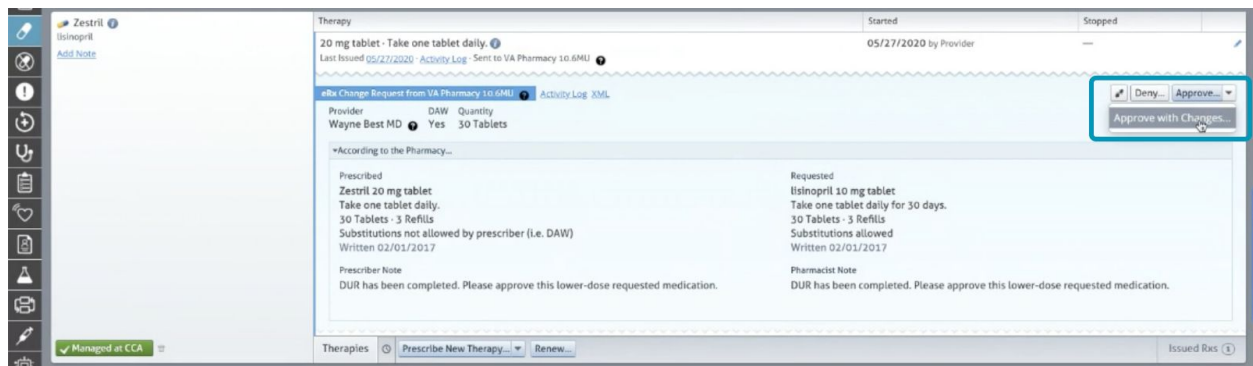 Zestril
lisinopril
Add Note
Managed at CCA
Therapy Started Stopped
20 mg tablet · Take one tablet daily. 05/27/2020 by Provider —
Last Issued 05/27/2020 · Activity Log · Sent to VA Pharmacy 10.6MU
eRx Change Request from VA Pharmacy 10.6MU Activity Log XML Deny... Approve...
Approve with Changes...
Provider DAW Quantity
Wayne Best MD Yes 30 Tablets
According to the Pharmacy...
Prescribed
Zestril 20 mg tablet
Take one tablet daily.
30 Tablets · 3 Refills
Substitutions not allowed by prescriber (i.e. DAW)
Written 02/01/2017
Prescriber Note
DUR has been completed. Please approve this lower-dose requested medication.
Requested
lisinopril 10 mg tablet
Take one tablet daily for 30 days.
30 Tablets · 3 Refills
Substitutions allowed
Written 02/01/2017
Pharmacist Note
DUR has been completed. Please approve this lower-dose requested medication.
Therapies Prescribe New Therapy... Renew... Issued Rxs 1